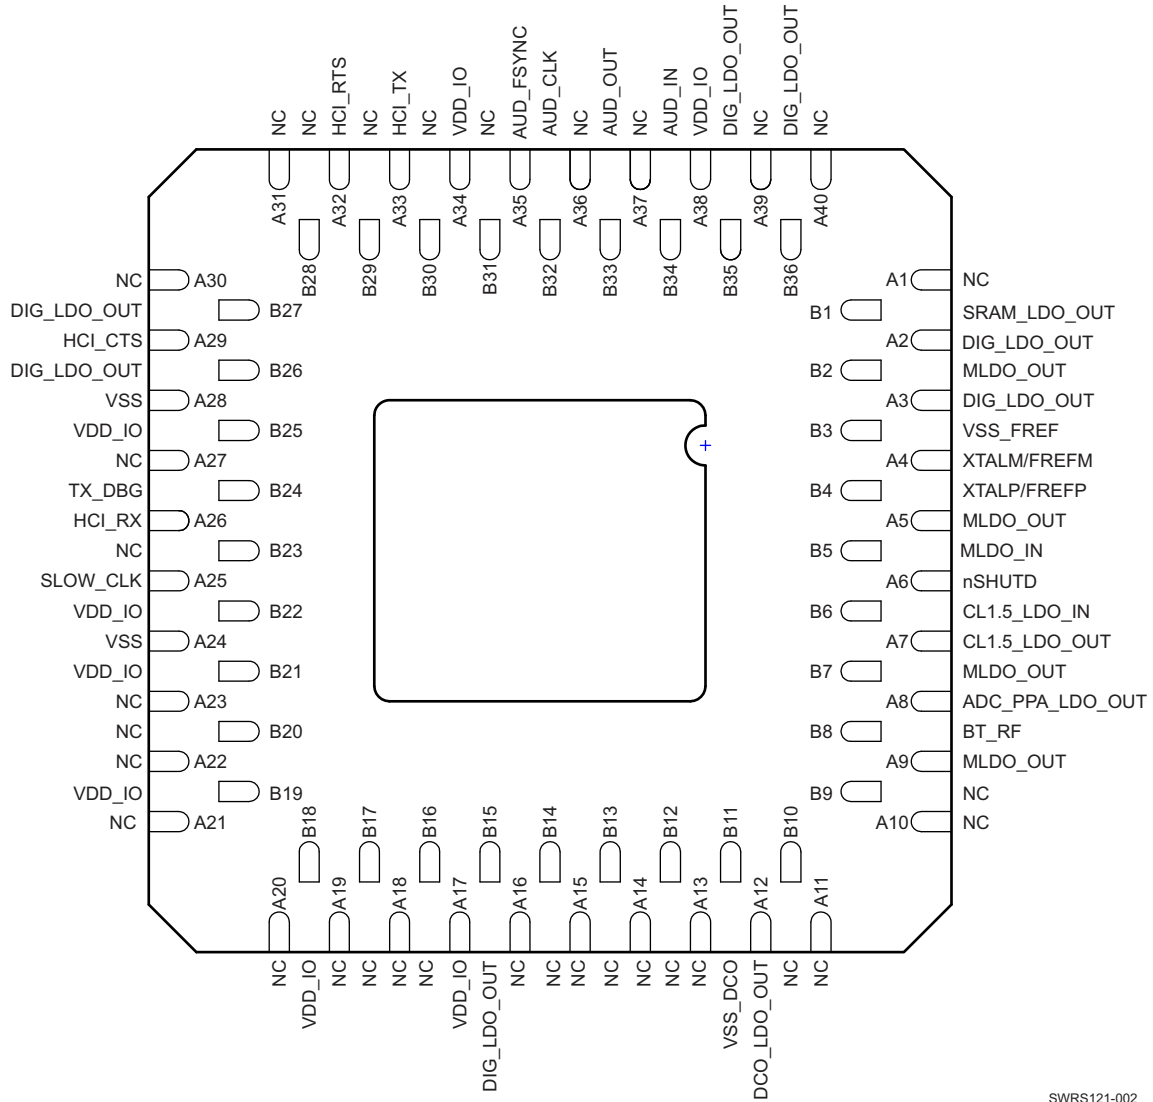 NC
NC
HCI_RTS
NC
HCI_TX
NC
VDD_IO
NC
AUD_FSYNC
AUD_CLK
NC
AUD_OUT
NC
AUD_IN
VDD_IO
DIG_LDO_OUT
NC
DIG_LDO_OUT
NC
A31
A32
A33
A34
A35
A36
A37
A38
A39
A40
B28
B29
B30
B31
B32
B33
B34
B35
B36
NC A30
DIG_LDO_OUT B27
HCI_CTS A29
DIG_LDO_OUT B26
VSS A28
VDD_IO B25
NC A27
TX_DBG B24
HCI_RX A26
NC B23
SLOW_CLK A25
VDD_IO B22
VSS A24
VDD_IO B21
NC A23
NC B20
NC A22
VDD_IO B19
NC A21
A1 NC
B1 SRAM_LDO_OUT
A2 DIG_LDO_OUT
B2 MLDO_OUT
A3 DIG_LDO_OUT
B3 VSS_FREF
A4 XTALM/FREFM
B4 XTALP/FREFP
A5 MLDO_OUT
B5 MLDO_IN
A6 nSHUTD
B6 CL1.5_LDO_IN
A7 CL1.5_LDO_OUT
B7 MLDO_OUT
A8 ADC_PPA_LDO_OUT
B8 BT_RF
A9 MLDO_OUT
B9 NC
A10 NC
B18
B17
B16
B15
B14
B13
B12
B11
B10
A20
A19
A18
A17
A16
A15
A14
A13
A12
A11
NC
VDD_IO
NC
NC
NC
NC
VDD_IO
DIG_LDO_OUT
NC
NC
NC
NC
NC
NC
NC
VSS_DCO
DCO_LDO_OUT
NC
NC
SWRS121-002